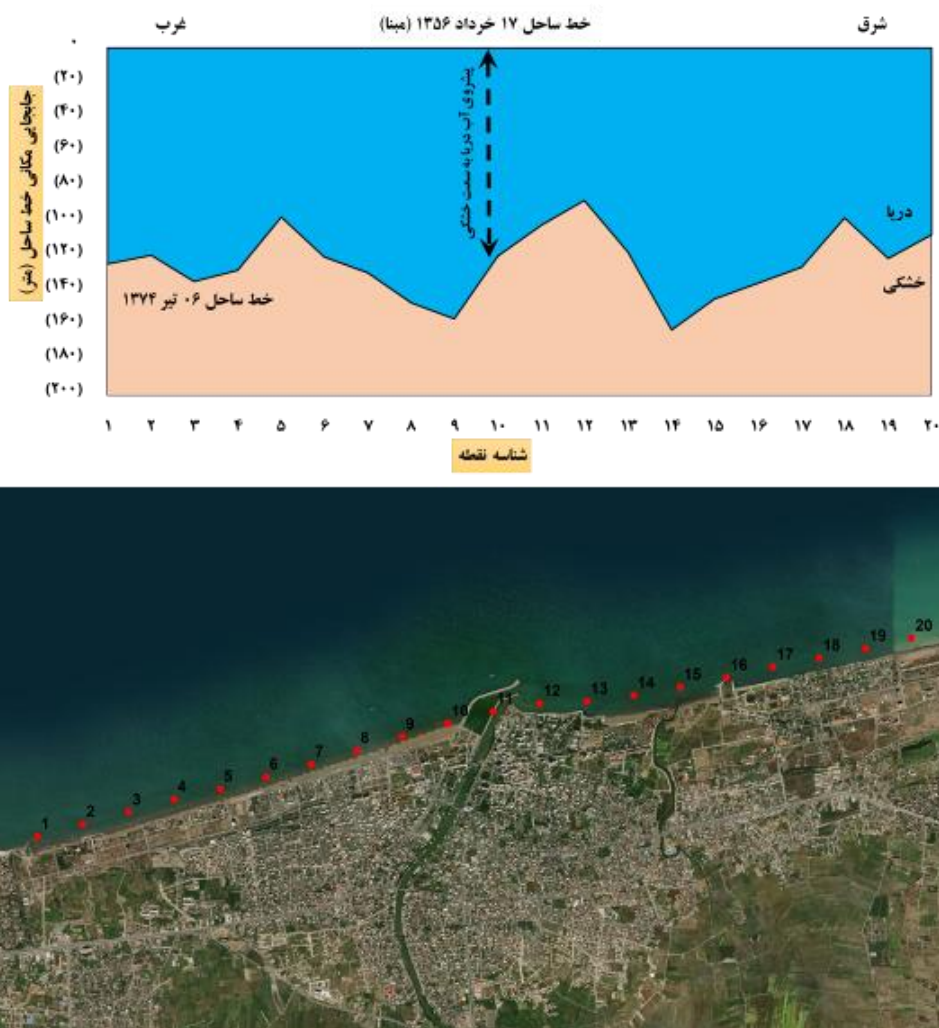 غرب
خط ساحل ۱۷ خرداد ۱۳۵۶ (مبنا)
شرق
جابجایی مکانی خط ساحل (متر)
۰
(۲۰)
(۴۰)
(۶۰)
(۸۰)
(۱۰۰)
(۱۲۰)
(۱۴۰)
(۱۶۰)
(۱۸۰)
(۲۰۰)
پیشروی آب دریا به سمت خشکی
دریا
خشکی
خط ساحل ۰۶ تیر ۱۳۷۴
۱ ۲ ۳ ۴ ۵ ۶ ۷ ۸ ۹ ۱۰ ۱۱ ۱۲ ۱۳ ۱۴ ۱۵ ۱۶ ۱۷ ۱۸ ۱۹ ۲۰
شناسه نقطه
1 2 3 4 5 6 7 8 9 10 11 12 13 14 15 16 17 18 19 20